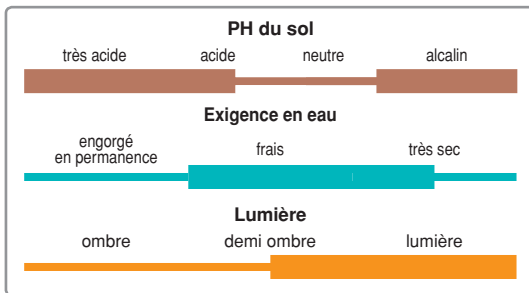 PH du sol
très acide acide neutre alcalin
Exigence en eau
engorgé
en permanence frais très sec
Lumière
ombre demi ombre lumière